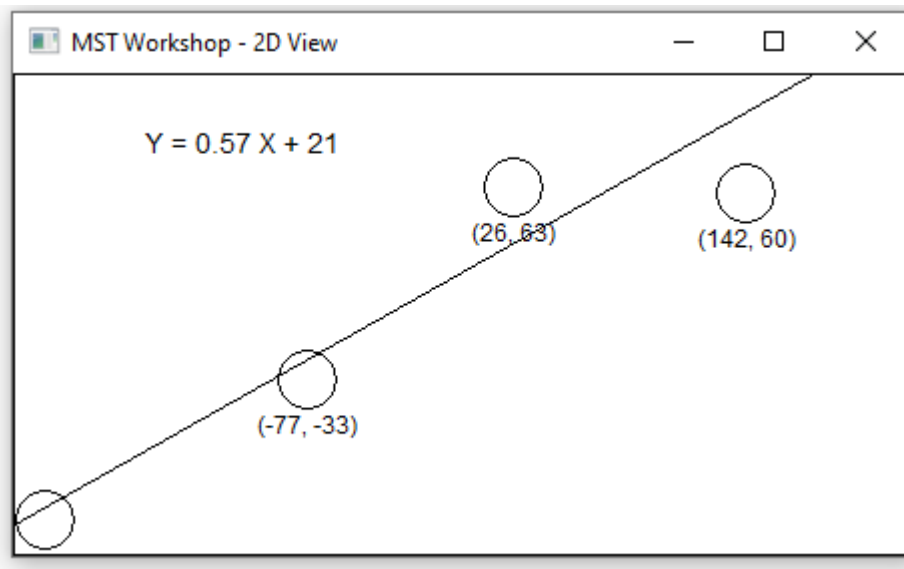 MST Workshop - 2D View
Y = 0.57 X + 21
(26, 63)
(142, 60)
(-77, -33)